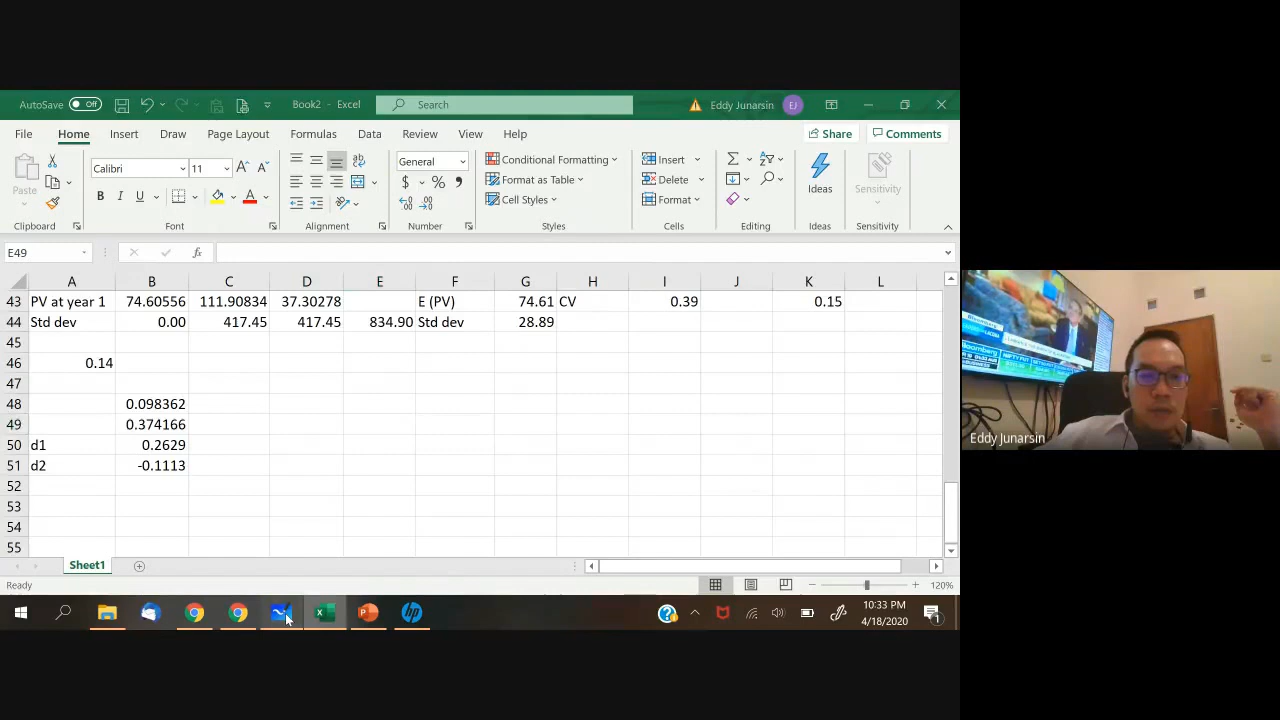 AutoSave Off Book2 - Excel Search Eddy Junarsin EJ
File Home Insert Draw Page Layout Formulas Data Review View Help Share Comments
Paste Calibri 11 General Conditional Formatting Insert
Format as Table Delete Ideas Sensitivity
Cell Styles Format
Clipboard Font Alignment Number Styles Cells Editing Ideas Sensitivity
E49 fx
A B C D E F G H I J K L
43 PV at year 1 74.60556 111.90834 37.30278 E (PV) 74.61 CV 0.39 0.15
44 Std dev 0.00 417.45 417.45 834.90 Std dev 28.89
45
46 0.14
47
48 0.098362
49 0.374166
50 d1 0.2629
51 d2 -0.1113
52
53
54
55
Sheet1
Ready 120%
10:33 PM
4/18/2020
1
Bloomberg
Bloomberg
Eddy Junarsin